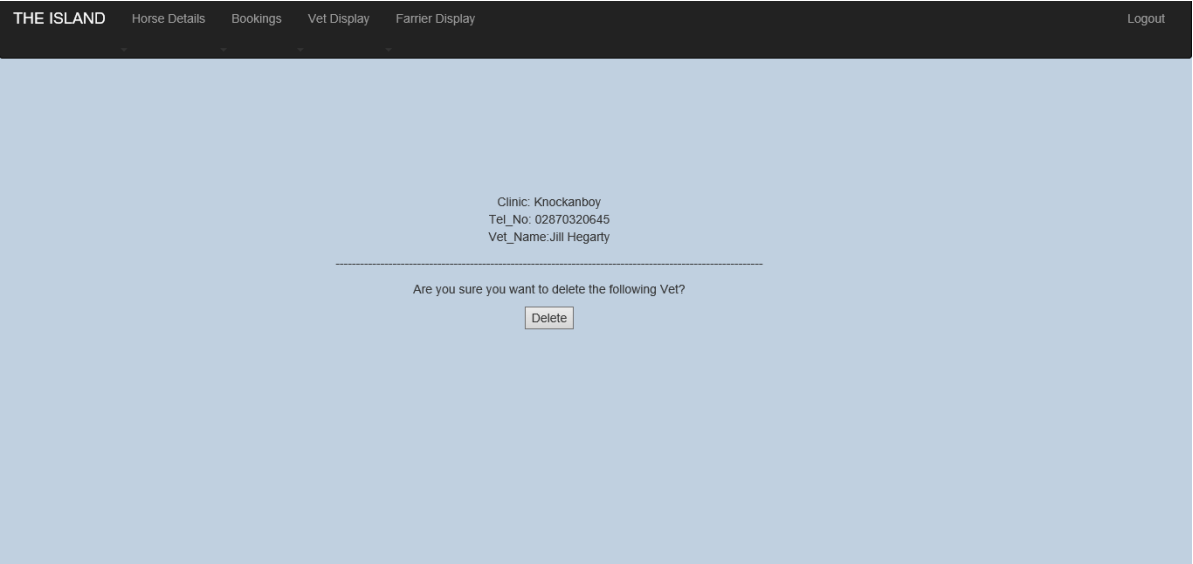 THE ISLAND Horse Details Bookings Vet Display Farrier Display Logout
Clinic: Knockanboy
Tel_No: 02870320645
Vet_Name:Jill Hegarty
Are you sure you want to delete the following Vet?
Delete